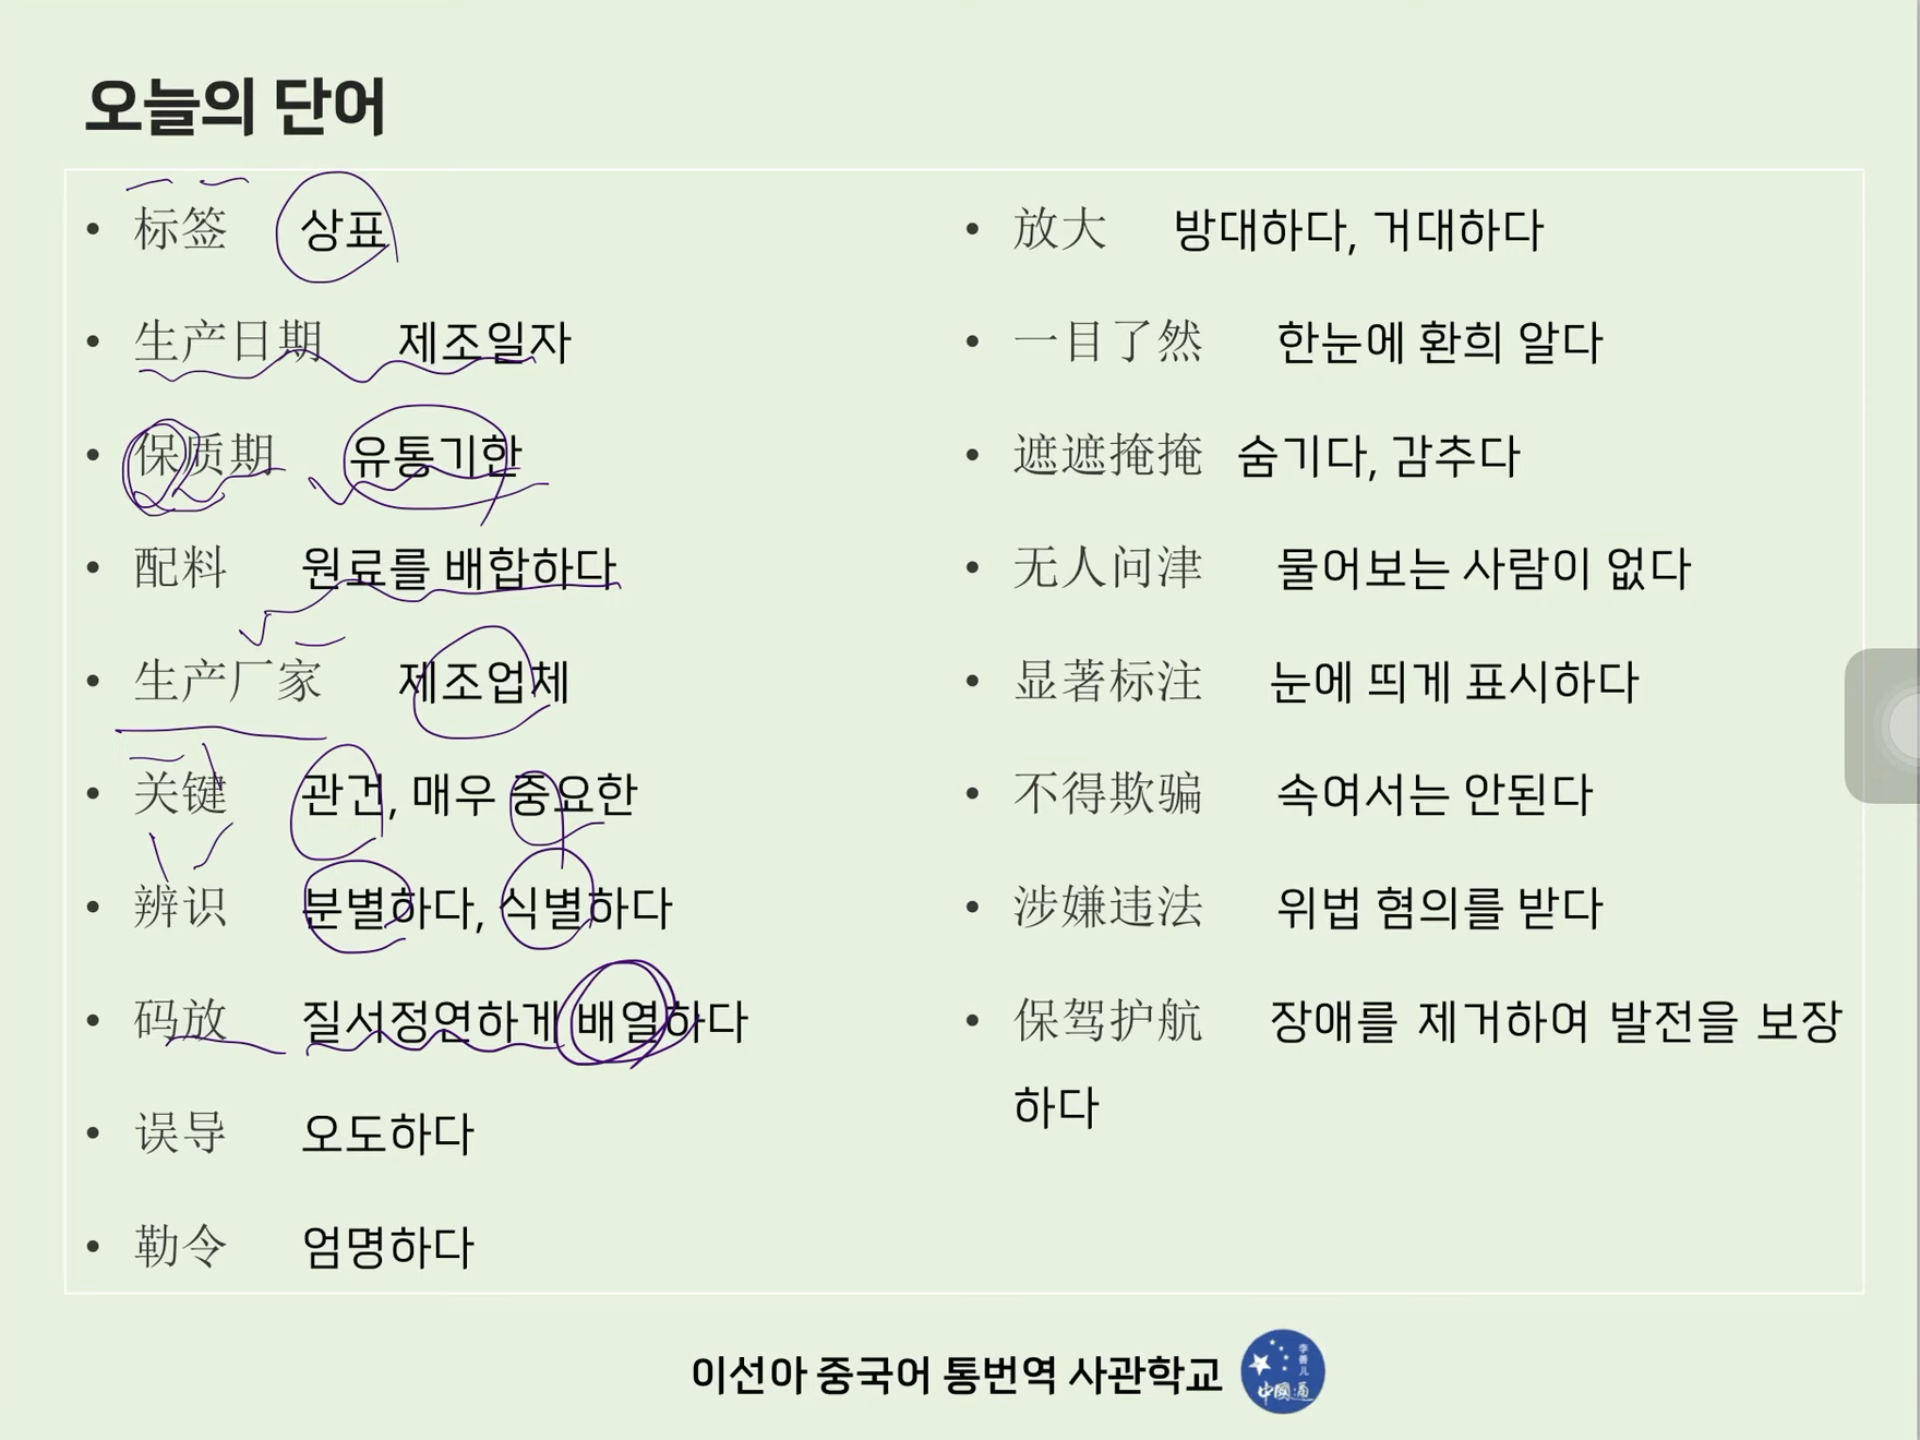 오늘의 단어
标签 상표
生产日期 제조일자
保质期 유통기한
配料 원료를 배합하다
生产厂家 제조업체
关键 관건, 매우 중요한
辨识 분별하다, 식별하다
码放 질서정연하게 배열하다
误导 오도하다
勒令 엄명하다
放大 방대하다, 거대하다
一目了然 한눈에 환희 알다
遮遮掩掩 숨기다, 감추다
无人问津 물어보는 사람이 없다
显著标注 눈에 띄게 표시하다
不得欺骗 속여서는 안된다
涉嫌违法 위법 혐의를 받다
保驾护航 장애를 제거하여 발전을 보장
하다
이선아 중국어 통번역 사관학교
李善儿
中國通